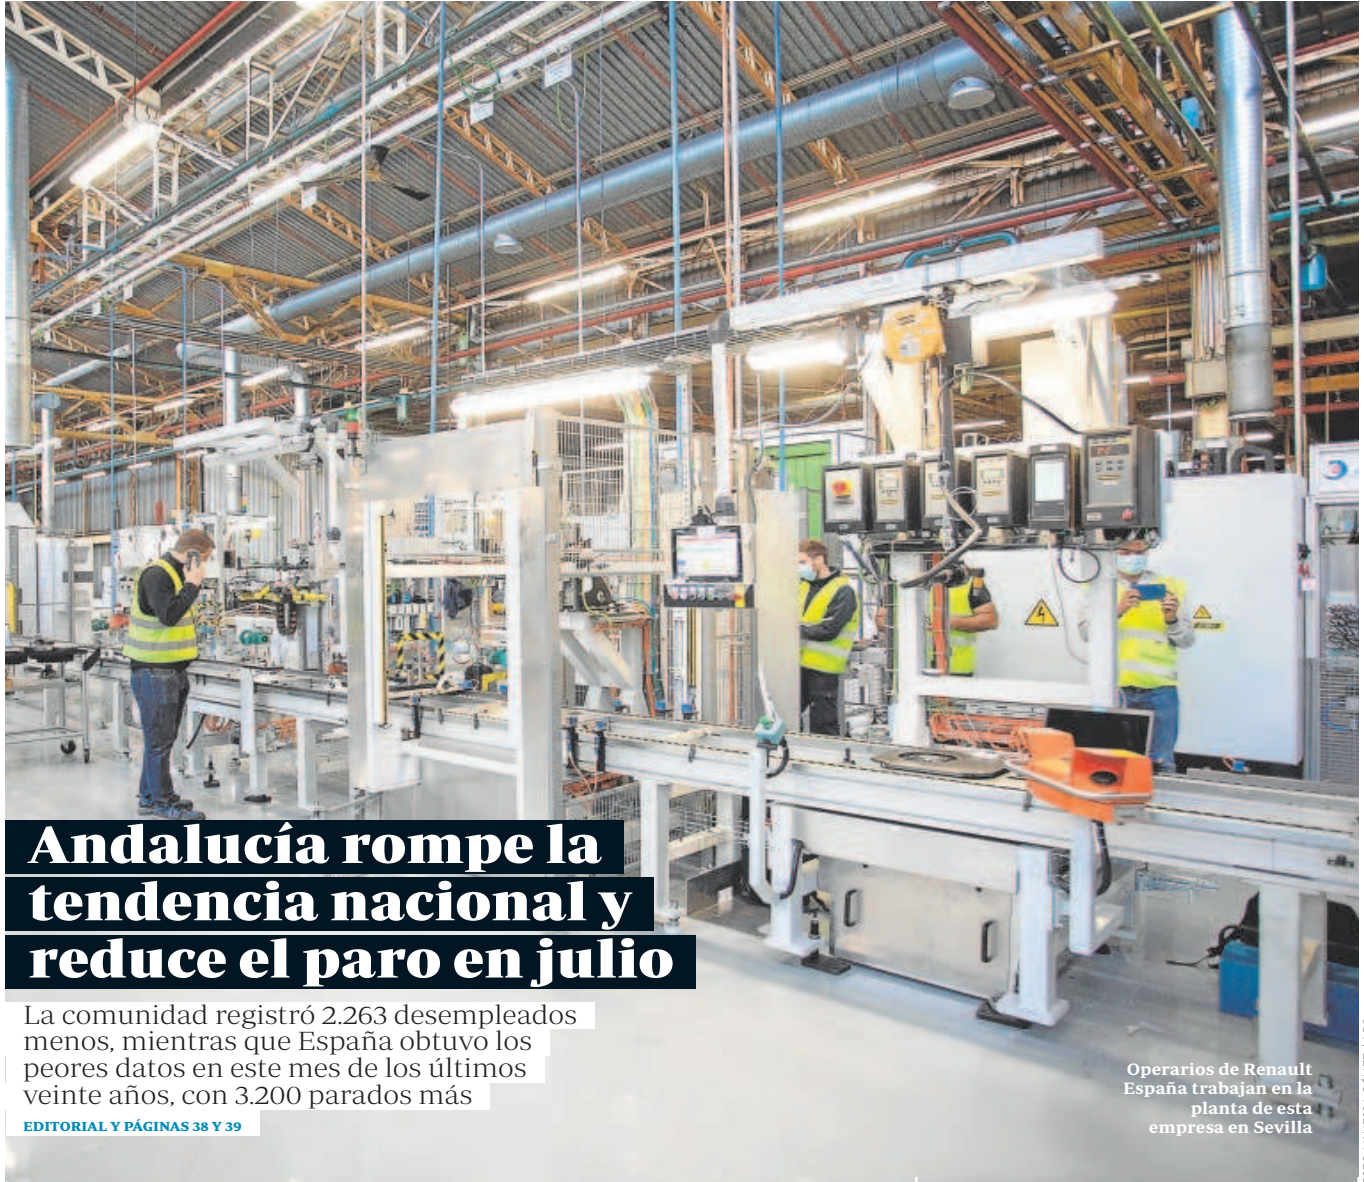 Andalucía rompe la
tendencia nacional y
reduce el paro en julio
La comunidad registró 2.263 desempleados
menos, mientras que España obtuvo los
peores datos en este mes de los últimos
veinte años, con 3.200 parados más
EDITORIAL Y PÁGINAS 38 Y 39
Operarios de Renault
España trabajan en la
planta de esta
empresa en Sevilla